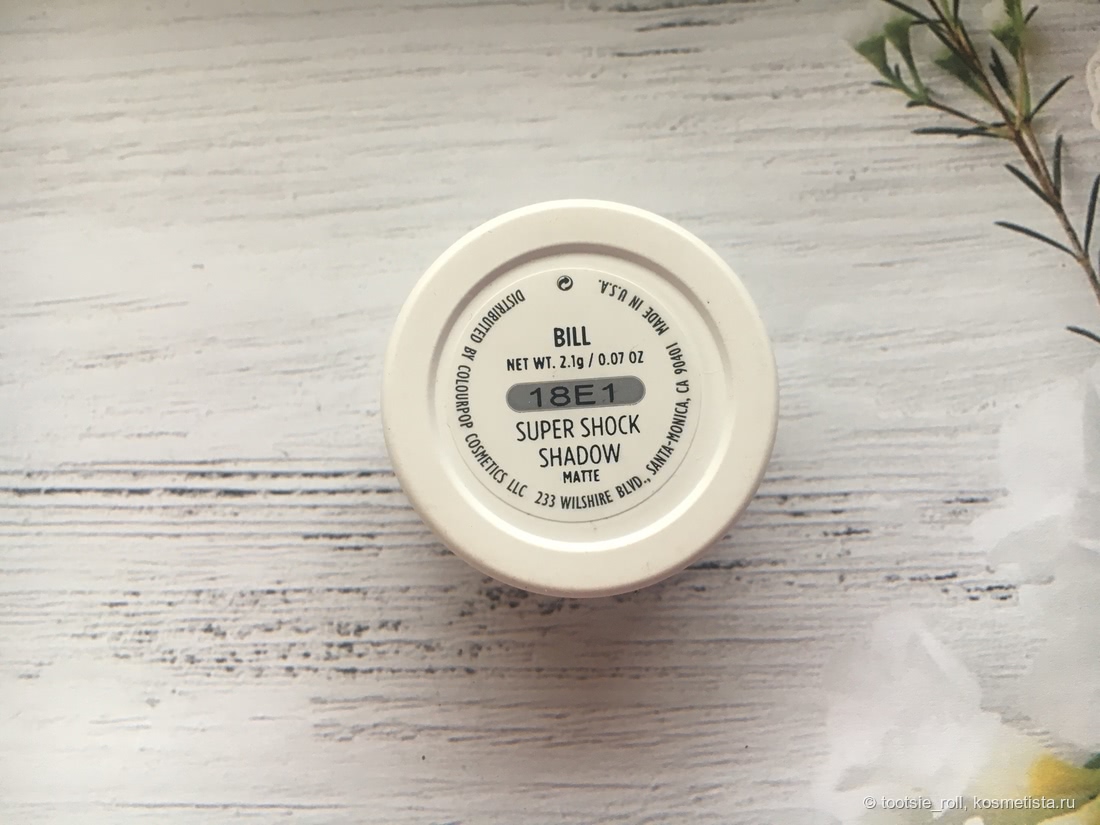 BILL
NET WT. 2.1g / 0.07 OZ
18E1
SUPER SHOCK
SHADOW
MATTE
DISTRIBUTED BY COLOURPOP COSMETICS LLC 233 WILSHIRE BLVD., SANTA-MONICA, CA 90401 MADE IN U.S.A.
© tootsie_roll, kosmetista.ru